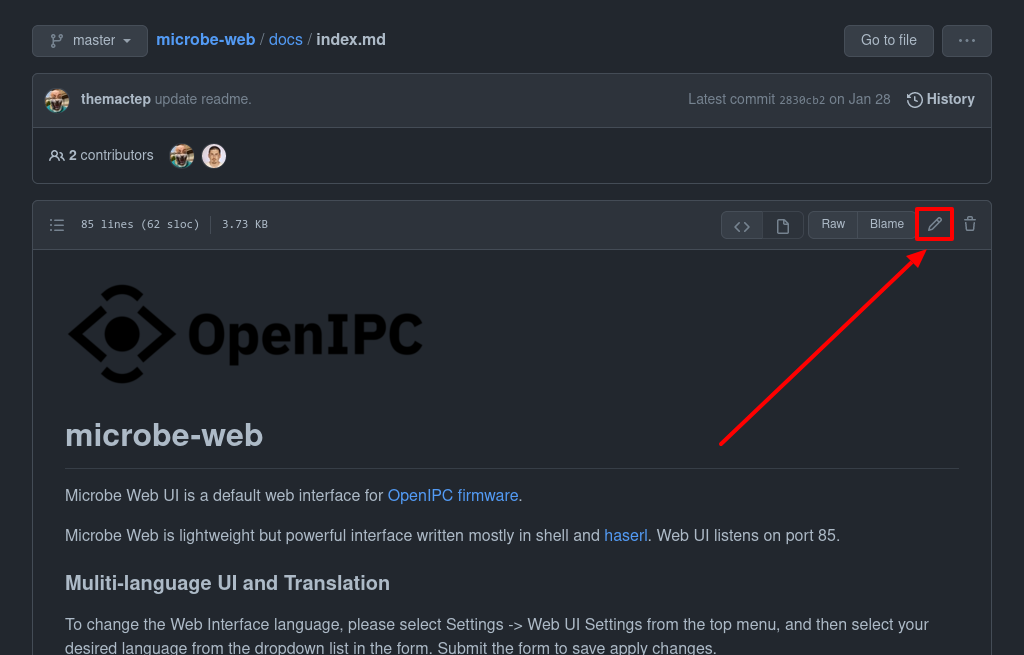 master microbe-web / docs / index.md Go to file ...
themactep update readme. Latest commit 2830cb2 on Jan 28 History
2 contributors
85 lines (62 sloc) 3.73 KB <> Raw Blame
OpenIPC
microbe-web
Microbe Web UI is a default web interface for OpenIPC firmware.
Microbe Web is lightweight but powerful interface written mostly in shell and haserl. Web UI listens on port 85.
Muliti-language UI and Translation
To change the Web Interface language, please select Settings -> Web UI Settings from the top menu, and then select your
desired language from the dropdown list in the form. Submit the form to save apply changes.